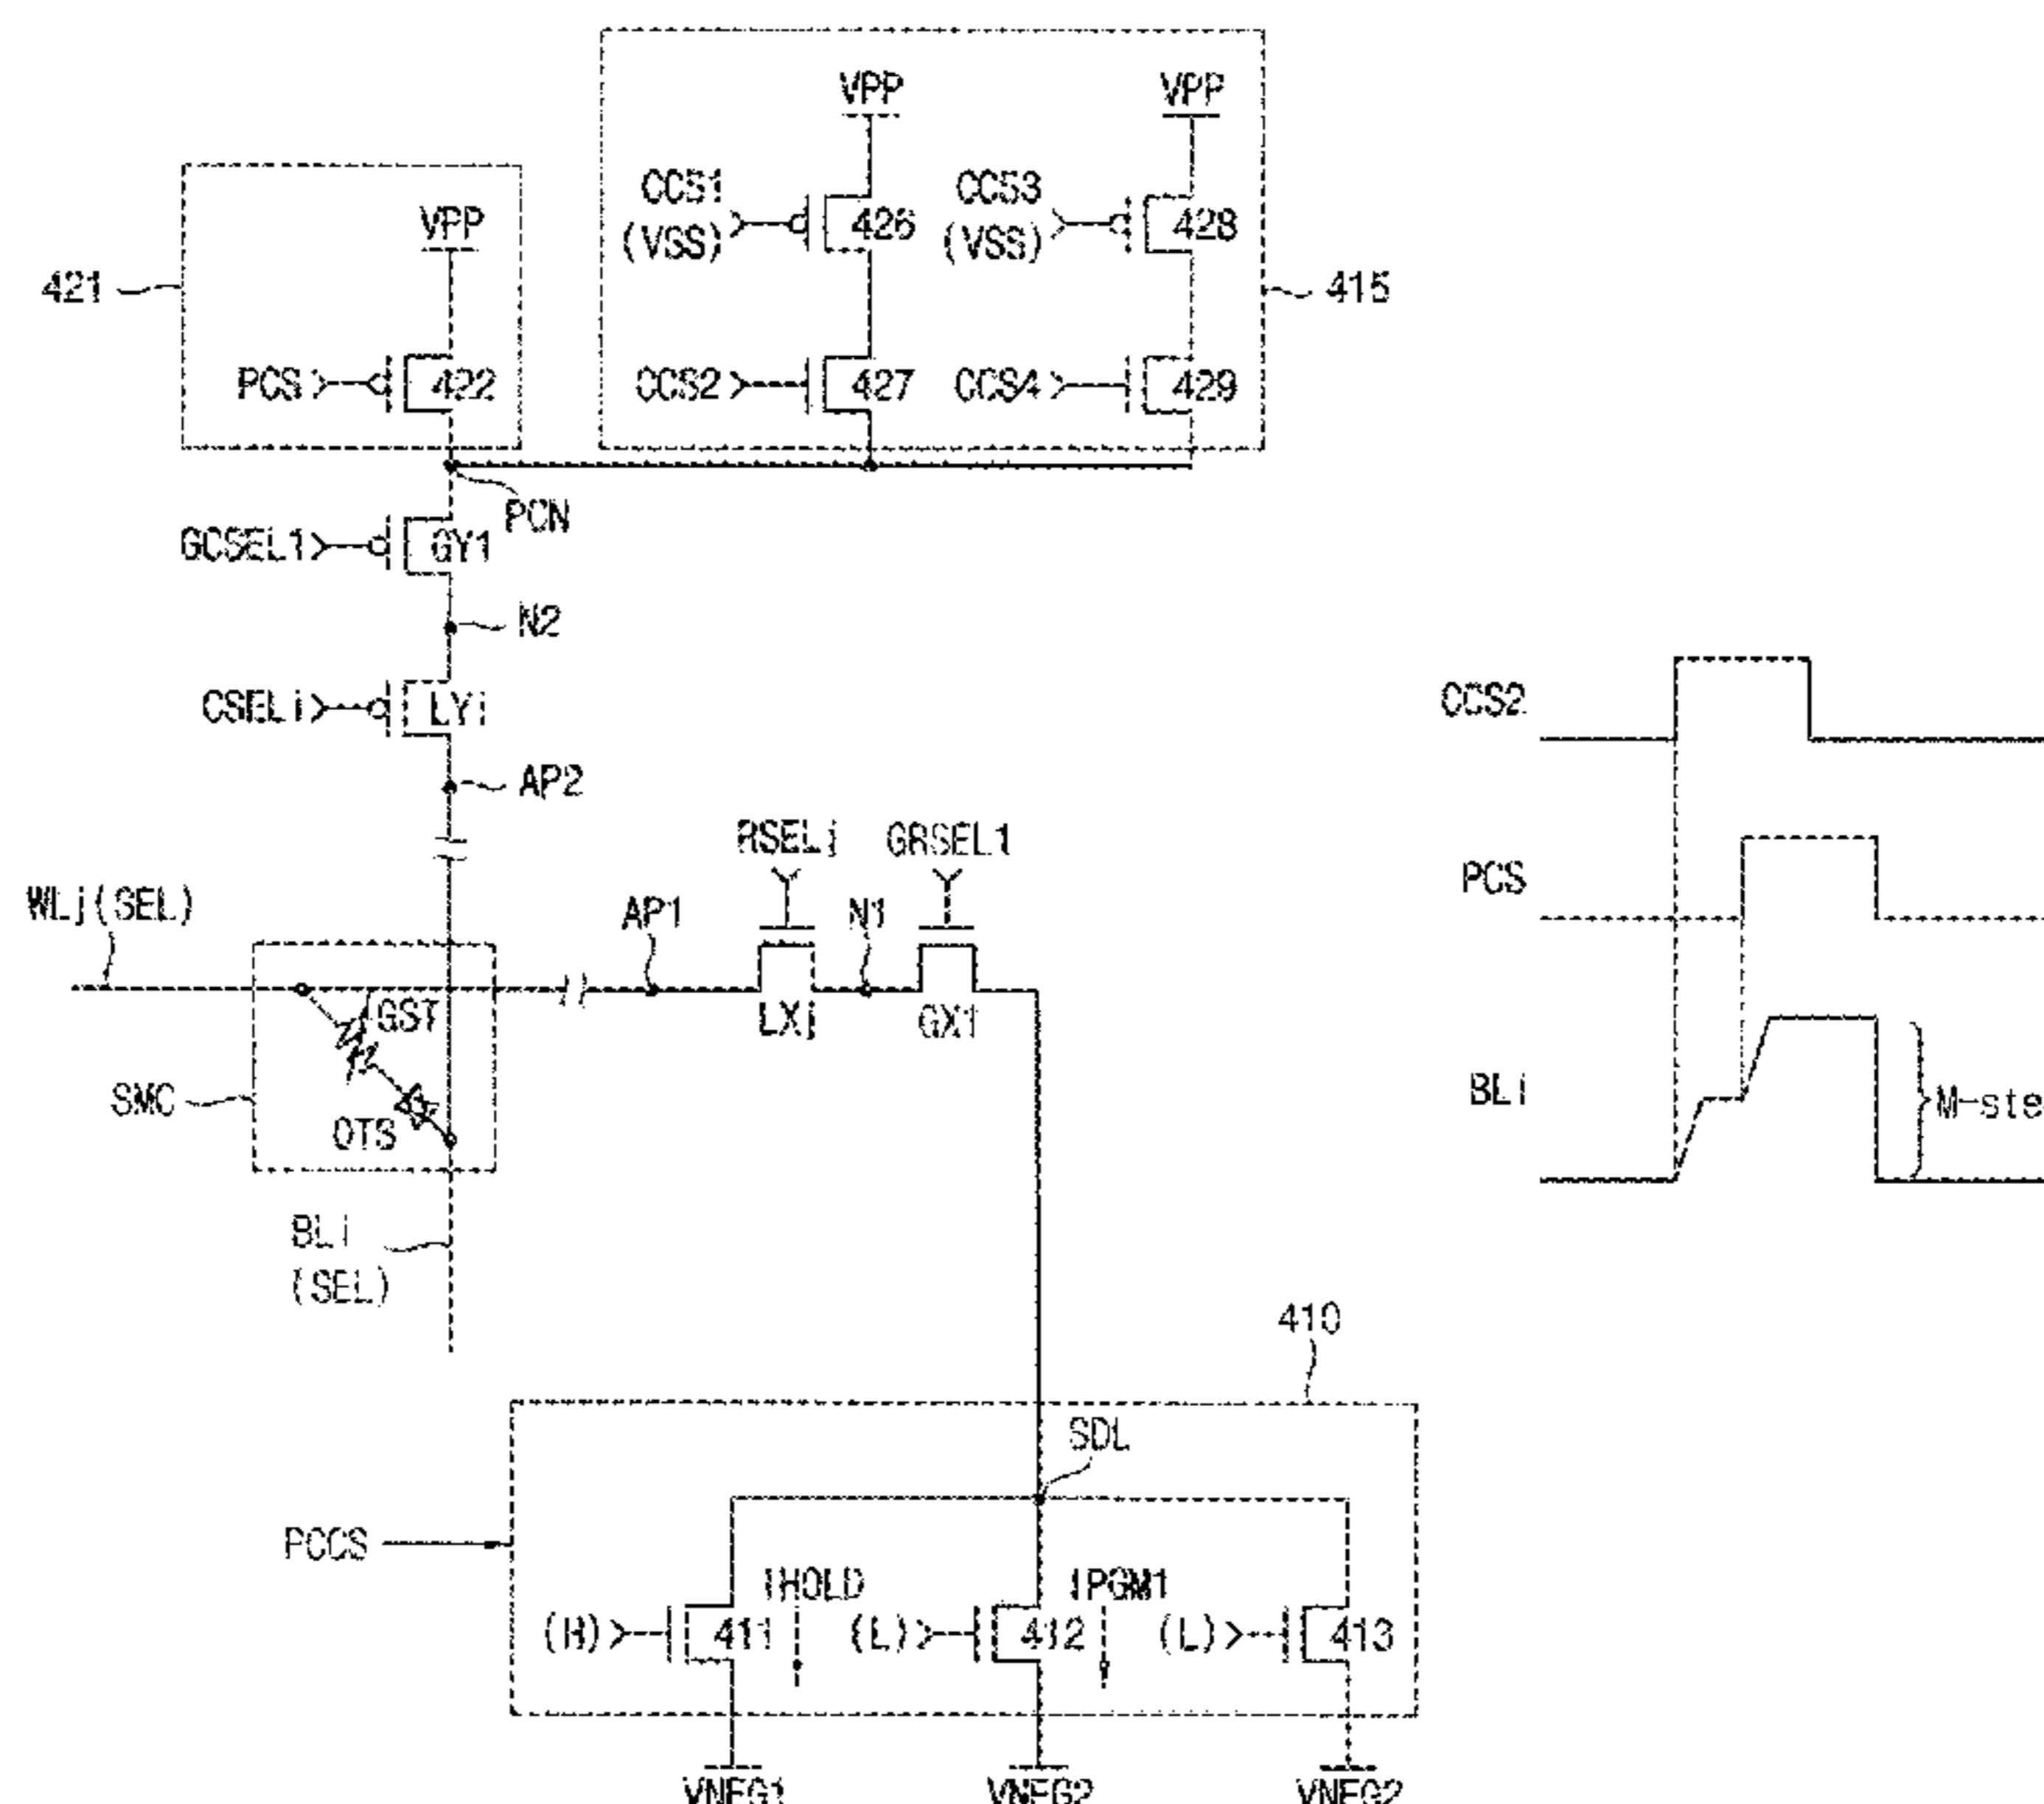 VPP
VPP
CCS1
(VSS)
426
CCS3
(VSS)
428
VPP
421
415
PCS
422
CCS2
427
CCS4
429
PCN
GCSEL1
GY1
N2
CSELi
LYi
AP2
CCS2
RSELj
GRSEL1
PCS
WLj(SEL)
AP1
N1
GST
LXj
GX1
SMC
OTS
BLi
M-ste
BLi
(SEL)
410
SDL
PCCS
IHOLD
IPGM1
(H)
411
(L)
412
(L)
413
VNEG1
VNEG2
VNEG2